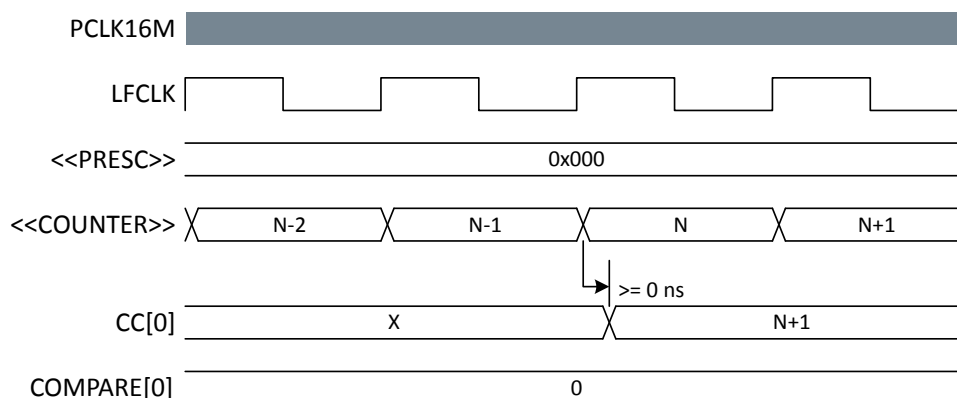 PCLK16M
LFCLK
<<PRESC>> 0x000
<<COUNTER>> N-2 N-1 N N+1
>= 0 ns
CC[0] X N+1
COMPARE[0] 0